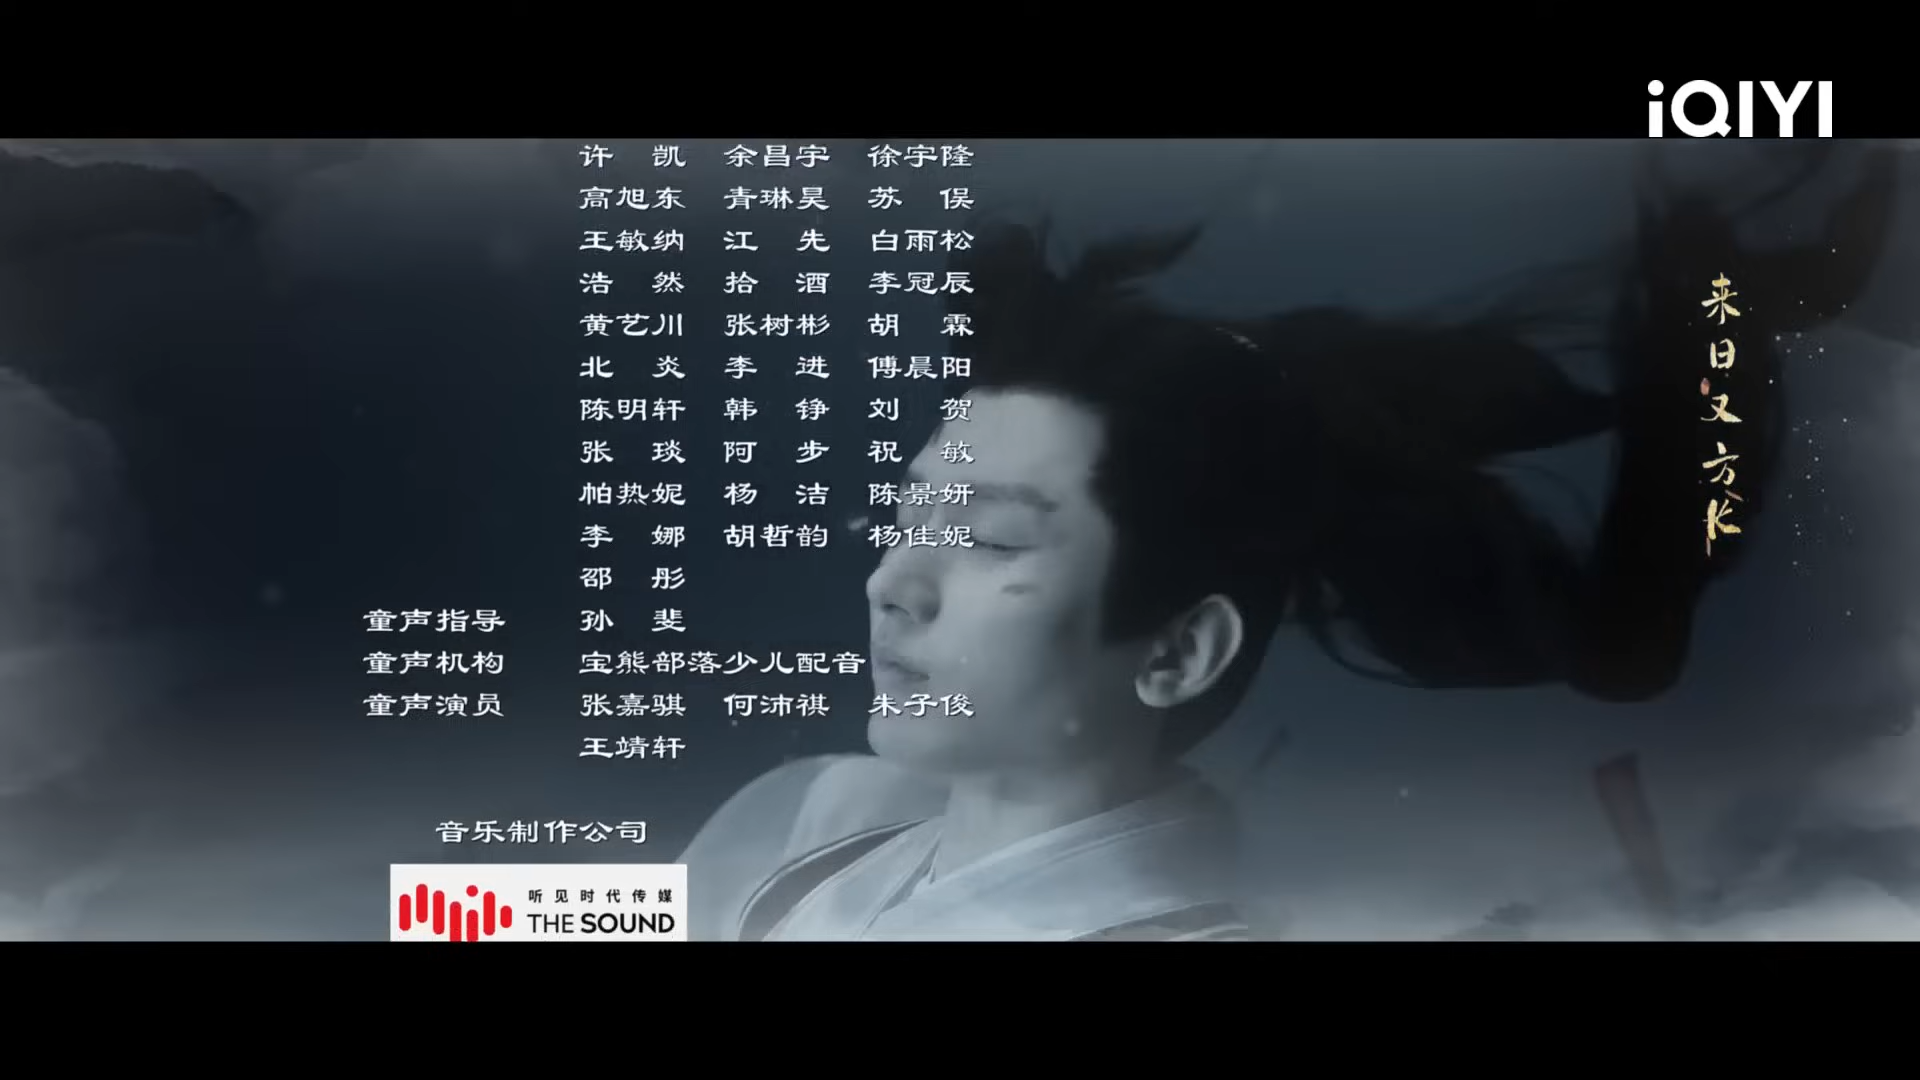 iQIYI
许 凯 余昌宇 徐宇隆
高旭东 青琳昊 苏 俣
王敏纳 江 先 白雨松
浩 然 拾 酒 李冠辰
黄艺川 张树彬 胡 霖
北 炎 李 进 傅晨阳
陈明轩 韩 铮 刘 贺
张 琰 阿 步 祝 敏
帕热妮 杨 洁 陈景妍
李 娜 胡哲韵 杨佳妮
邵 彤
童声指导 孙 斐
童声机构 宝熊部落少儿配音
童声演员 张嘉骐 何沛祺 朱子俊
王靖轩
音乐制作公司
听见时代传媒
THE SOUND
来日又方长